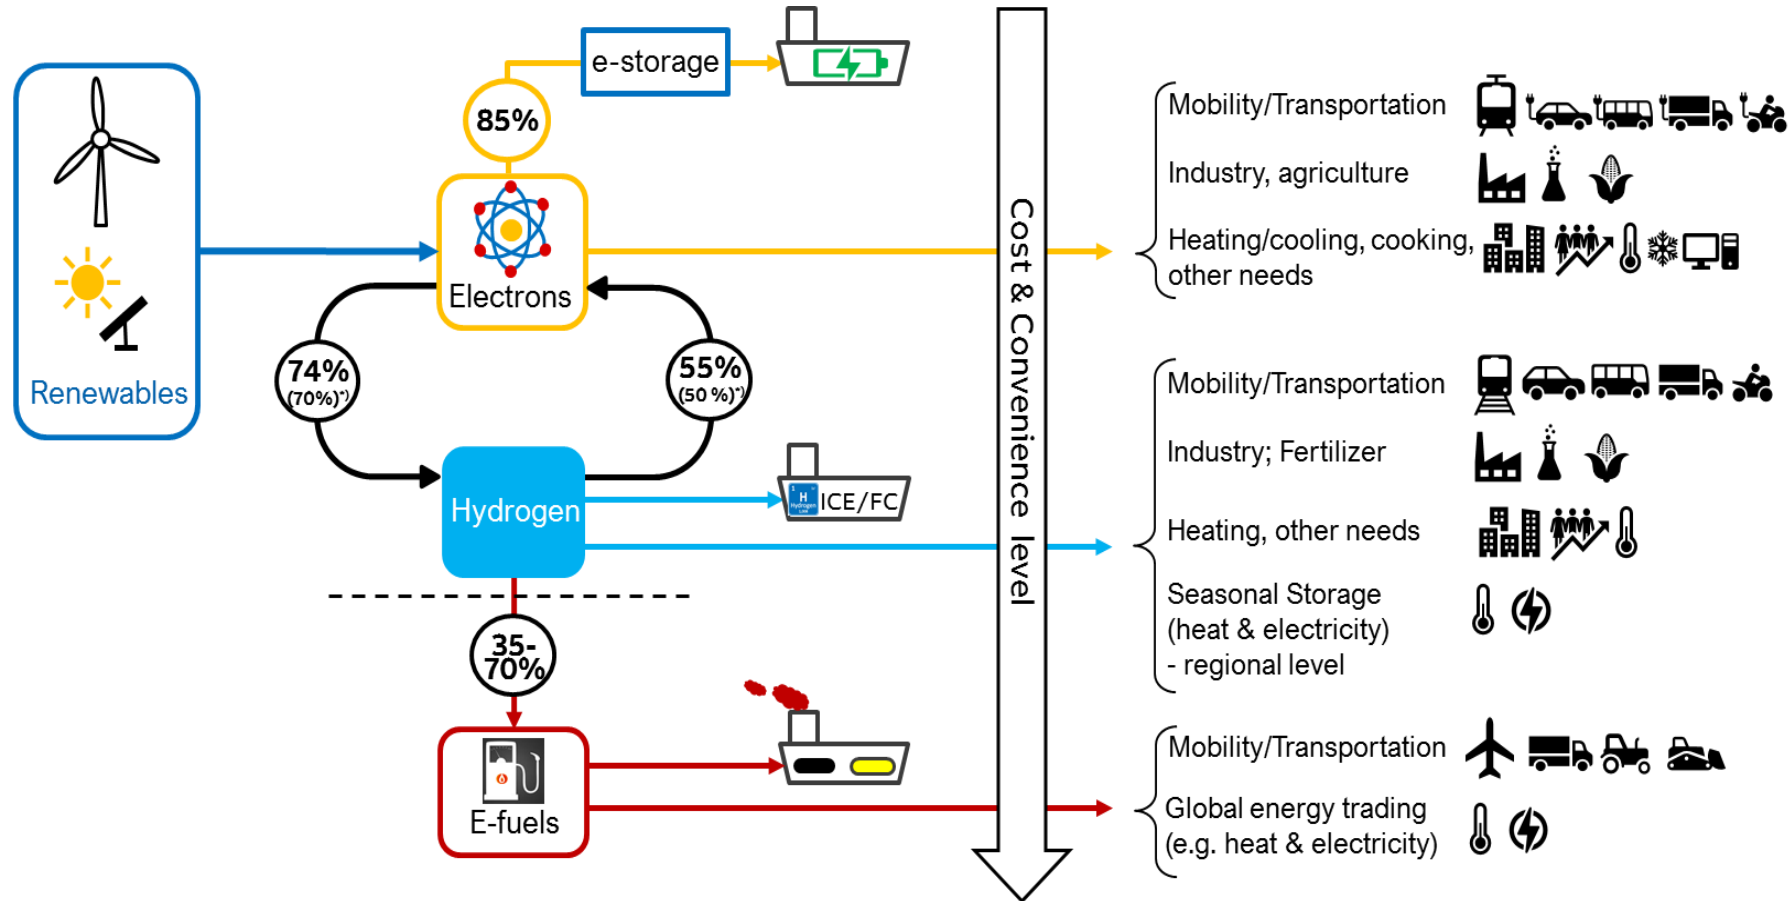 e-storage
85%
Renewables
Electrons
74%
(70%)*)
55%
(50 %)*)
Hydrogen
H
Hydrogen
ICE/FC
35-
70%
E-fuels
Cost & Convenience level
Mobility/Transportation
Industry, agriculture
Heating/cooling, cooking,
other needs
Mobility/Transportation
Industry; Fertilizer
Heating, other needs
Seasonal Storage
(heat & electricity)
- regional level
Mobility/Transportation
Global energy trading
(e.g. heat & electricity)